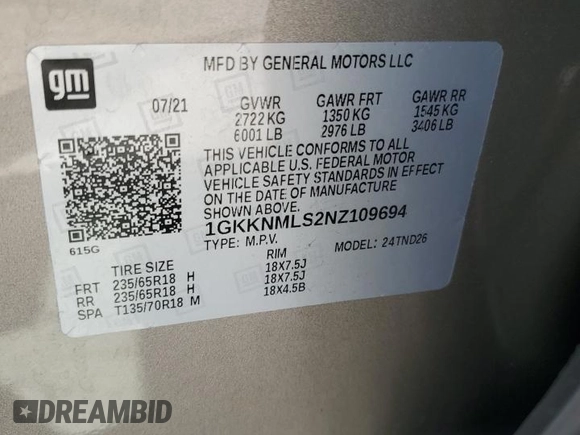 gm
MFD BY GENERAL MOTORS LLC
07/21 GVWR GAWR FRT GAWR RR
2722 KG 1350 KG 1545 KG
6001 LB 2976 LB 3406 LB
THIS VEHICLE CONFORMS TO ALL
APPLICABLE U.S. FEDERAL MOTOR
VEHICLE SAFETY STANDARDS IN EFFECT
ON THE DATE OF MANUFACTURE
SHOWN ABOVE.
1GKKNMLS2NZ109694
615G TYPE: M.P.V. MODEL: 24TND26
TIRE SIZE RIM
FRT 235/65R18 H 18X7.5J
RR 235/65R18 H 18X7.5J
SPA T135/70R18 M 18X4.5B
DREAMBID